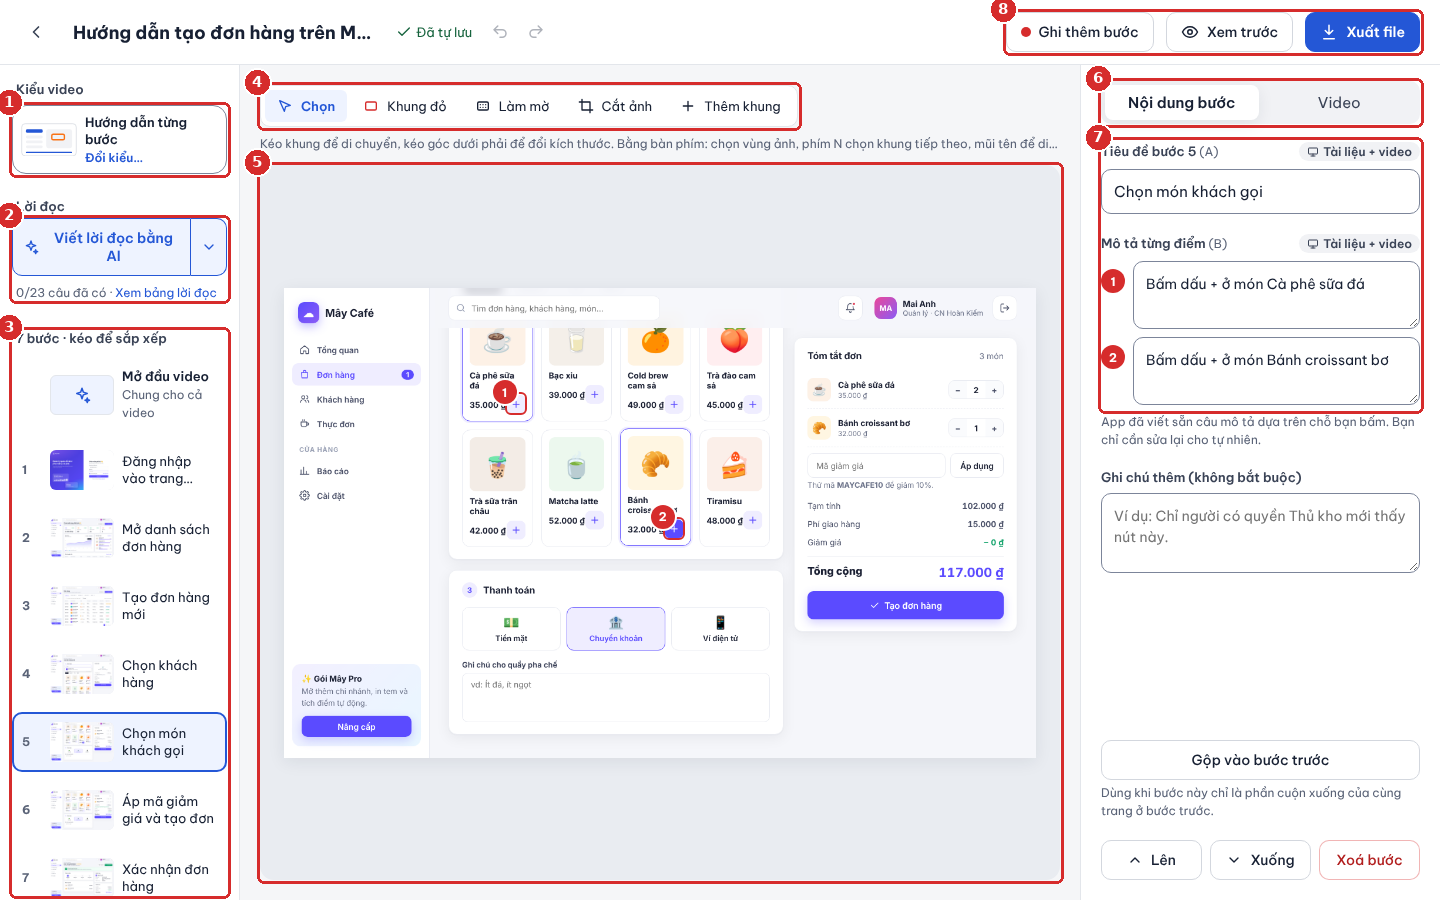 Hướng dẫn tạo đơn hàng trên M...
Đã tự lưu
8
Ghi thêm bước
Xem trước
Xuất file
Kiểu video
1
Hướng dẫn từng
bước
Đổi kiểu...
Lời đọc
2
Viết lời đọc bằng
AI
0/23 câu đã có · Xem bảng lời đọc
3
7 bước · kéo để sắp xếp
Mở đầu video
Chung cho cả
video
1
Đăng nhập
vào trang...
2
Mở danh sách
đơn hàng
3
Tạo đơn hàng
mới
4
Chọn khách
hàng
5
Chọn món
khách gọi
6
Áp mã giảm
giá và tạo đơn
7
Xác nhận đơn
hàng
4
Chọn
Khung đỏ
Làm mờ
Cắt ảnh
Thêm khung
Kéo khung để di chuyển, kéo góc dưới phải để đổi kích thước. Bằng bàn phím: chọn vùng ảnh, phím N chọn khung tiếp theo, mũi tên để di...
5
Mây Café
Tổng quan
Đơn hàng 1
Khách hàng
Thực đơn
CỬA HÀNG
Báo cáo
Cài đặt
✨ Gói Mây Pro
Mở thêm chi nhánh, in tem và
tích điểm tự động.
Nâng cấp
Tìm đơn hàng, khách hàng, món...
MA
Mai Anh
Quản lý · CN Hoàn Kiếm
Cà phê sữa
đá
35.000 ₫
1
+
Bạc xỉu
39.000 ₫ +
Cold brew
cam sả
49.000 ₫ +
Trà đào cam
sả
45.000 ₫ +
Trà sữa trân
châu
42.000 ₫ +
Matcha latte
52.000 ₫ +
Bánh
2
32.000 ₫ +
Tiramisu
48.000 ₫ +
3 Thanh toán
Tiền mặt
Chuyển khoản
Ví điện tử
Ghi chú cho quầy pha chế
vd: Ít đá, ít ngọt
Tóm tắt đơn
3 món
Cà phê sữa đá
35.000 ₫
− 2 +
Bánh croissant bơ
32.000 ₫
− 1 +
Mã giảm giá
Áp dụng
Thử mã MAYCAFE10 để giảm 10%.
Tạm tính 102.000 ₫
Phí giao hàng 15.000 ₫
Giảm giá − 0 ₫
Tổng cộng 117.000 ₫
Tạo đơn hàng
6
Nội dung bước
Video
7
Tiêu đề bước 5 (A)
Tài liệu + video
Chọn món khách gọi
Mô tả từng điểm (B)
Tài liệu + video
1
Bấm dấu + ở món Cà phê sữa đá
2
Bấm dấu + ở món Bánh croissant bơ
App đã viết sẵn câu mô tả dựa trên chỗ bạn bấm. Bạn
chỉ cần sửa lại cho tự nhiên.
Ghi chú thêm (không bắt buộc)
Ví dụ: Chỉ người có quyền Thủ kho mới thấy
nút này.
Gộp vào bước trước
Dùng khi bước này chỉ là phần cuộn xuống của cùng
trang ở bước trước.
Lên
Xuống
Xoá bước